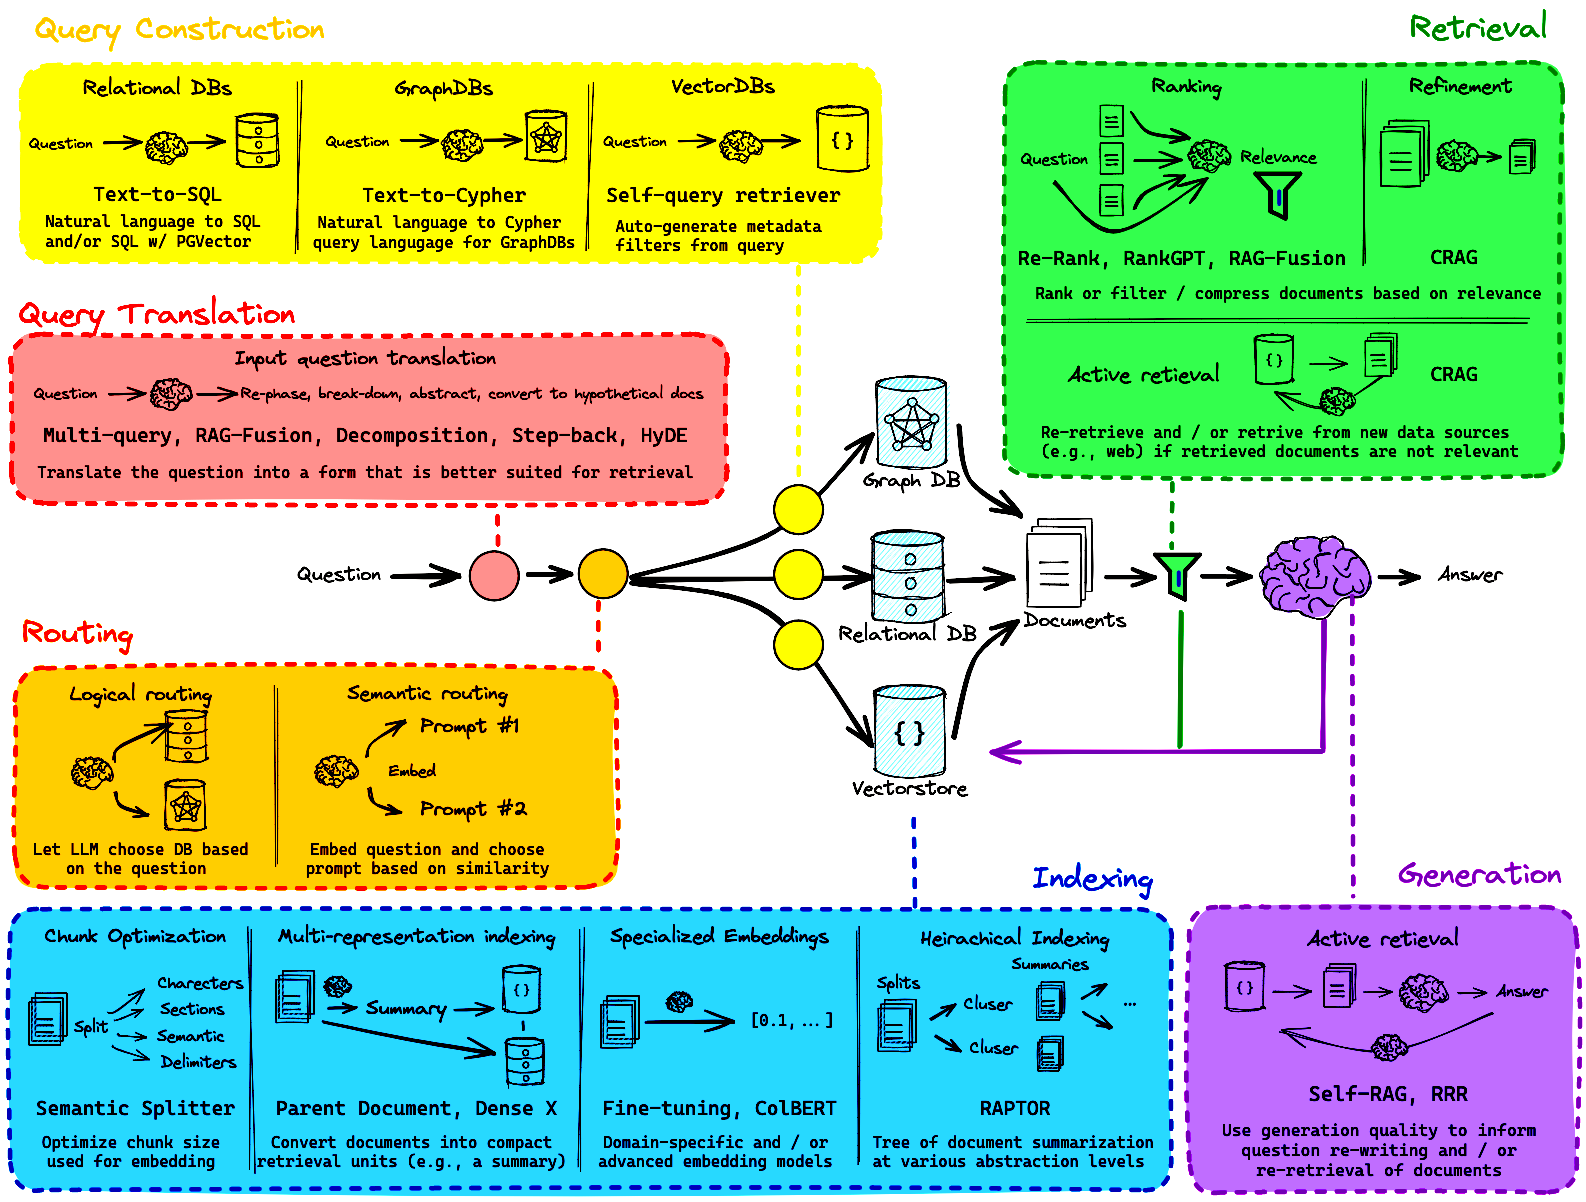 Query Construction
Relational DBs
Question
Text-to-SQL
Natural language to SQL
and/or SQL w/ PGVector
GraphDBs
Question
Text-to-Cypher
Natural language to Cypher
query langugage for GraphDBs
VectorDBs
Question
{}
Self-query retriever
Auto-generate metadata
filters from query
Retrieval
Ranking
Question
Relevance
Re-Rank, RankGPT, RAG-Fusion
Refinement
CRAG
Rank or filter / compress documents based on relevance
Active retieval
{}
CRAG
Re-retrieve and / or retrive from new data sources
(e.g., web) if retrieved documents are not relevant
Query Translation
Input question translation
Question
Re-phase, break-down, abstract, convert to hypothetical docs
Multi-query, RAG-Fusion, Decomposition, Step-back, HyDE
Translate the question into a form that is better suited for retrieval
Question
Graph DB
Relational DB
{}
Vectorstore
Documents
Answer
Routing
Logical routing
Let LLM choose DB based
on the question
Semantic routing
Prompt #1
Embed
Prompt #2
Embed question and choose
prompt based on similarity
Indexing
Chunk Optimization
Split
Charecters
Sections
Semantic
Delimiters
Semantic Splitter
Optimize chunk size
used for embedding
Multi-representation indexing
Summary
{}
Parent Document, Dense X
Convert documents into compact
retrieval units (e.g., a summary)
Specialized Embeddings
[0.1, ...]
Fine-tuning, ColBERT
Domain-specific and / or
advanced embedding models
Heirachical Indexing
Summaries
Splits
Cluser
...
Cluser
RAPTOR
Tree of document summarization
at various abstraction levels
Generation
Active retieval
{}
Answer
Self-RAG, RRR
Use generation quality to inform
question re-writing and / or
re-retrieval of documents